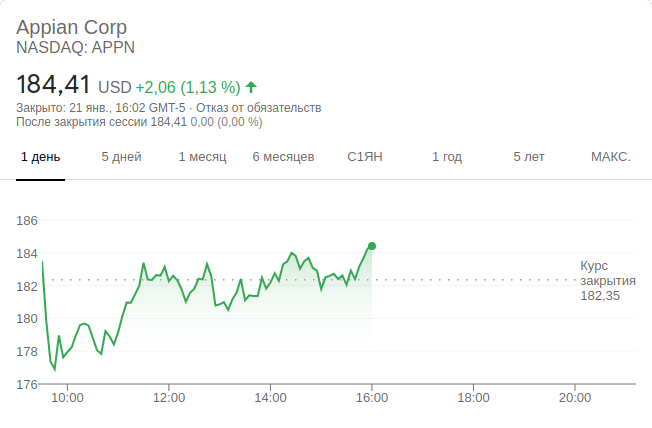 Appian Corp
NASDAQ: APPN
184,41 USD +2,06 (1,13 %)
Закрыто: 21 янв., 16:02 GMT-5 · Отказ от обязательств
После закрытия сессии 184,41 0,00 (0,00 %)
1 день 5 дней 1 месяц 6 месяцев С1ЯН 1 год 5 лет МАКС.
186
184
182
180
178
176
Курс
закрытия
182,35
10:00 12:00 14:00 16:00 18:00 20:00